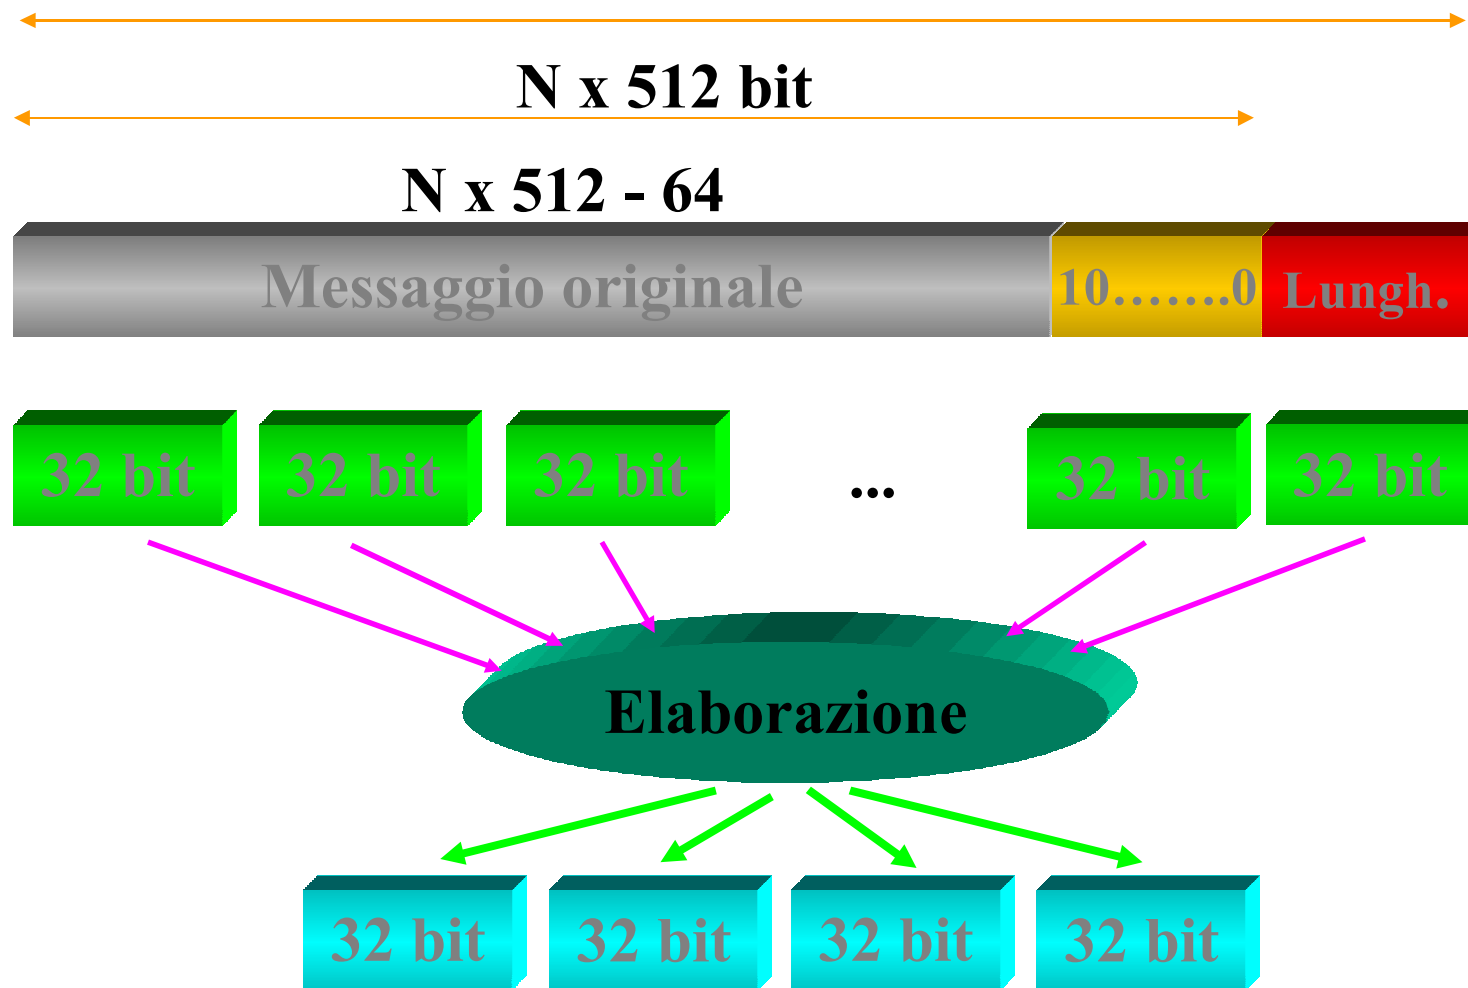 N x 512 bit
N x 512 - 64
Messaggio originale 10…….0 Lungh.
32 bit 32 bit 32 bit ... 32 bit 32 bit
Elaborazione
32 bit 32 bit 32 bit 32 bit